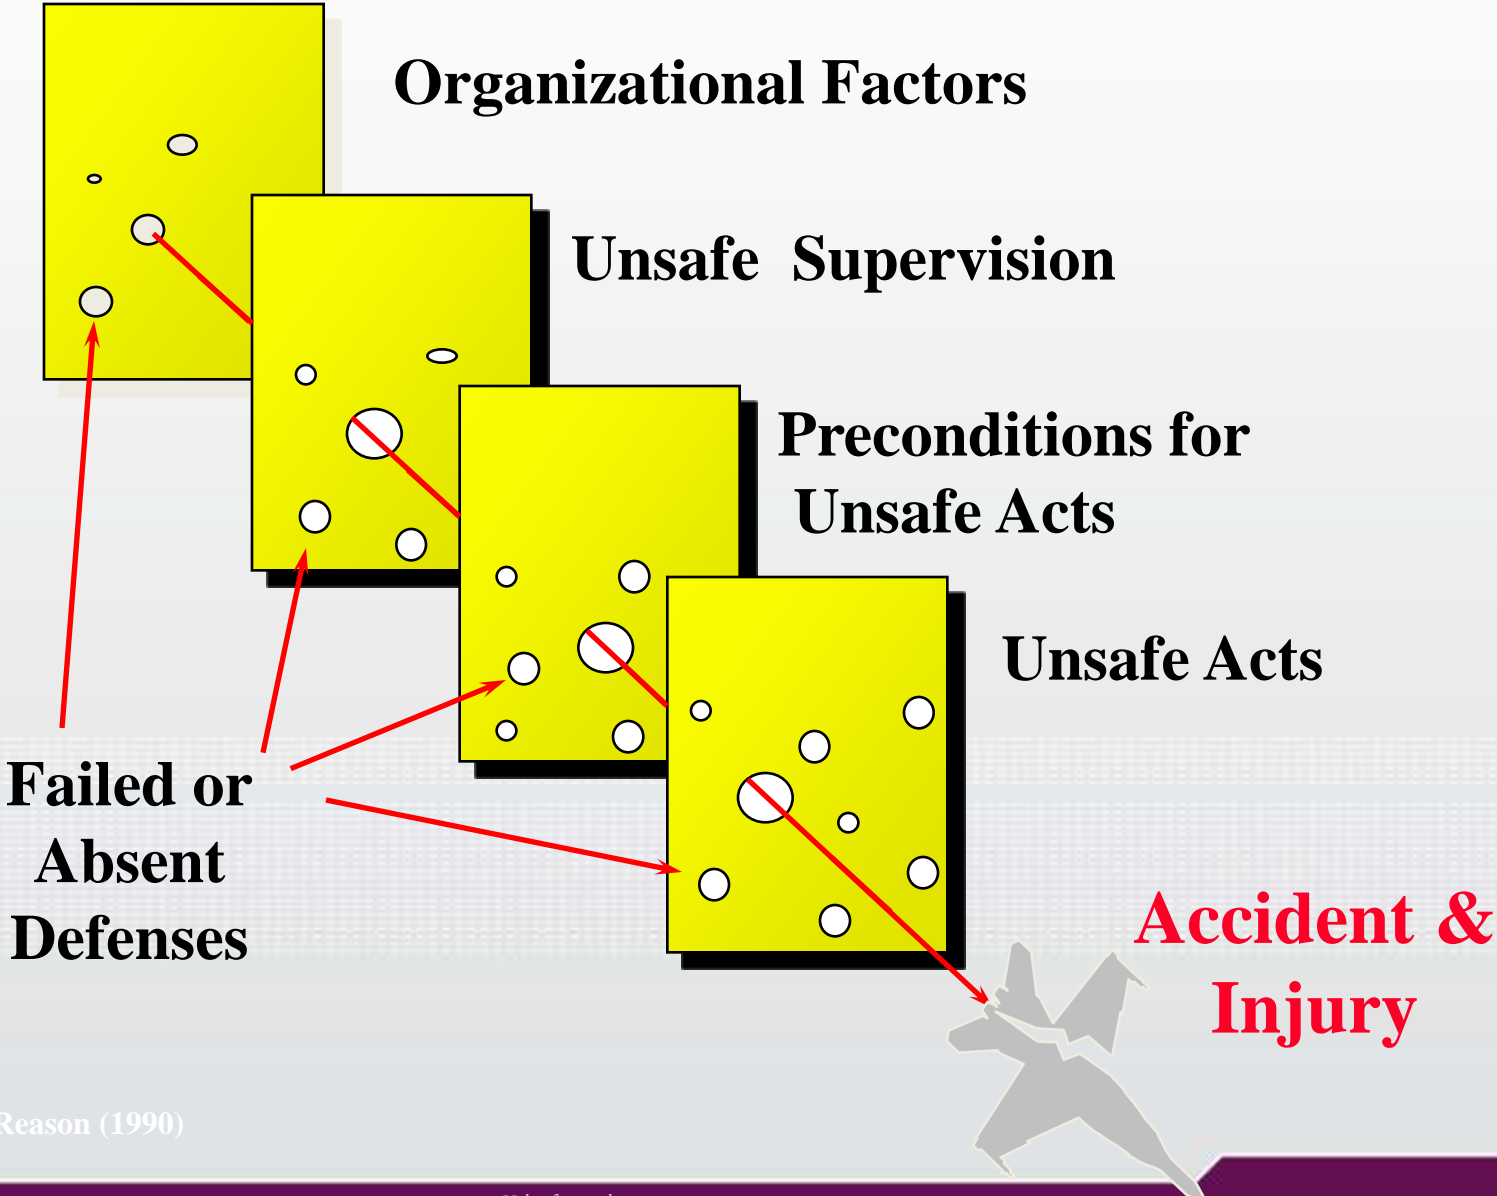 Organizational Factors
Unsafe Supervision
Preconditions for
Unsafe Acts
Unsafe Acts
Failed or
Absent
Defenses
Accident &
Injury
Reason (1990)